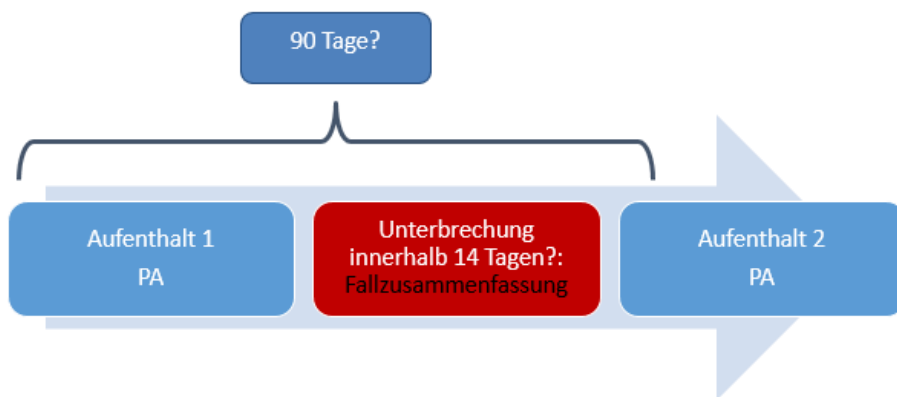 90 Tage?
Aufenthalt 1
PA
Unterbrechung
innerhalb 14 Tagen?:
Fallzusammenfassung
Aufenthalt 2
PA